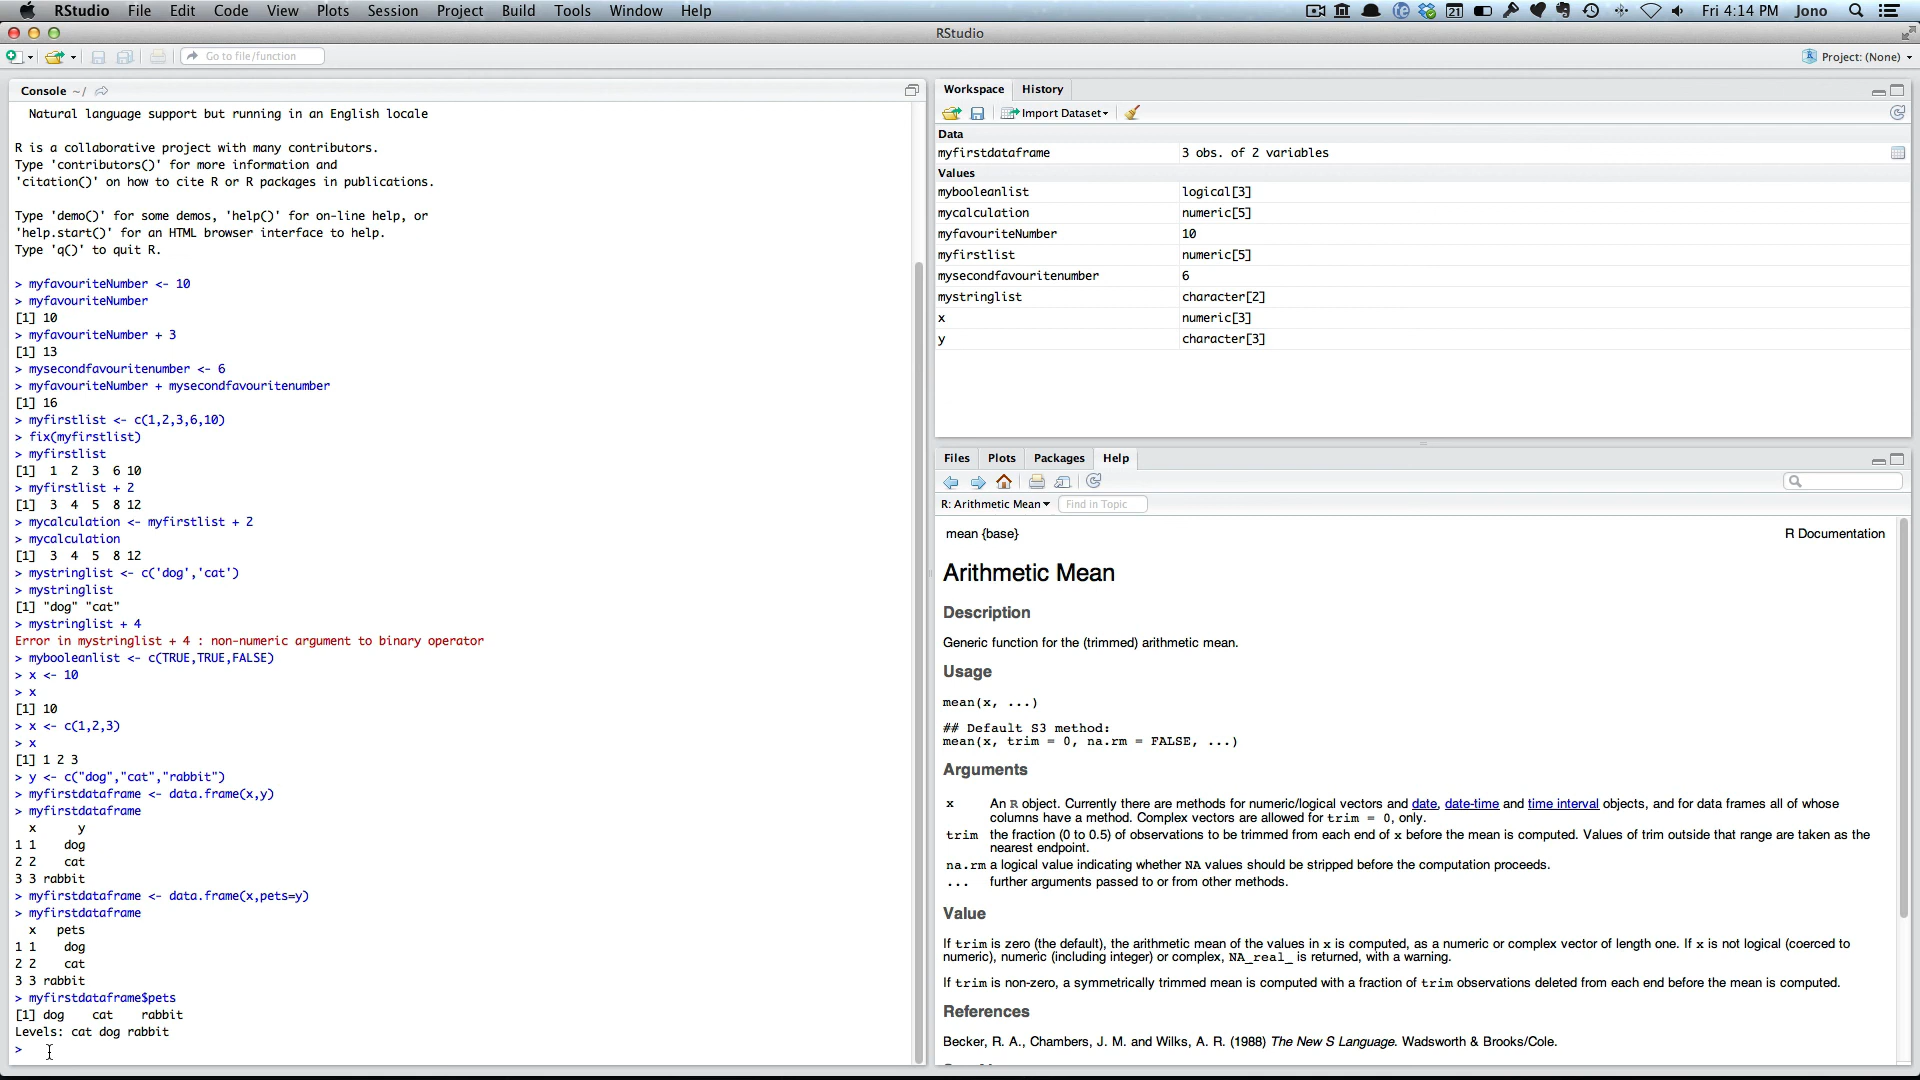 RStudio File Edit Code View Plots Session Project Build Tools Window Help Fri 4:14 PM Jono
RStudio
Go to file/function Project: (None)
Console ~/
Natural language support but running in an English locale
R is a collaborative project with many contributors.
Type 'contributors()' for more information and
'citation()' on how to cite R or R packages in publications.
Type 'demo()' for some demos, 'help()' for on-line help, or
'help.start()' for an HTML browser interface to help.
Type 'q()' to quit R.
> myfavouriteNumber <- 10
> myfavouriteNumber
[1] 10
> myfavouriteNumber + 3
[1] 13
> mysecondfavouritenumber <- 6
> myfavouriteNumber + mysecondfavouritenumber
[1] 16
> myfirstlist <- c(1,2,3,6,10)
> fix(myfirstlist)
> myfirstlist
[1]  1  2  3  6 10
> myfirstlist + 2
[1]  3  4  5  8 12
> mycalculation <- myfirstlist + 2
> mycalculation
[1]  3  4  5  8 12
> mystringlist <- c('dog','cat')
> mystringlist
[1] "dog" "cat"
> mystringlist + 4
Error in mystringlist + 4 : non-numeric argument to binary operator
> mybooleanlist <- c(TRUE,TRUE,FALSE)
> x <- 10
> x
[1] 10
> x <- c(1,2,3)
> x
[1] 1 2 3
> y <- c("dog","cat","rabbit")
> myfirstdataframe <- data.frame(x,y)
> myfirstdataframe
  x      y
1 1    dog
2 2    cat
3 3 rabbit
> myfirstdataframe <- data.frame(x,pets=y)
> myfirstdataframe
  x   pets
1 1    dog
2 2    cat
3 3 rabbit
> myfirstdataframe$pets
[1] dog    cat    rabbit
Levels: cat dog rabbit
>
Workspace History
Import Dataset
Data
myfirstdataframe 3 obs. of 2 variables
Values
mybooleanlist logical[3]
mycalculation numeric[5]
myfavouriteNumber 10
myfirstlist numeric[5]
mysecondfavouritenumber 6
mystringlist character[2]
x numeric[3]
y character[3]
Files Plots Packages Help
R: Arithmetic Mean Find in Topic
mean {base} R Documentation
Arithmetic Mean
Description
Generic function for the (trimmed) arithmetic mean.
Usage
mean(x, ...)
## Default S3 method:
mean(x, trim = 0, na.rm = FALSE, ...)
Arguments
x An R object. Currently there are methods for numeric/logical vectors and date, date-time and time interval objects, and for data frames all of whose
columns have a method. Complex vectors are allowed for trim = 0, only.
trim the fraction (0 to 0.5) of observations to be trimmed from each end of x before the mean is computed. Values of trim outside that range are taken as the
nearest endpoint.
na.rm a logical value indicating whether NA values should be stripped before the computation proceeds.
... further arguments passed to or from other methods.
Value
If trim is zero (the default), the arithmetic mean of the values in x is computed, as a numeric or complex vector of length one. If x is not logical (coerced to
numeric), numeric (including integer) or complex, NA_real_ is returned, with a warning.
If trim is non-zero, a symmetrically trimmed mean is computed with a fraction of trim observations deleted from each end before the mean is computed.
References
Becker, R. A., Chambers, J. M. and Wilks, A. R. (1988) The New S Language. Wadsworth & Brooks/Cole.